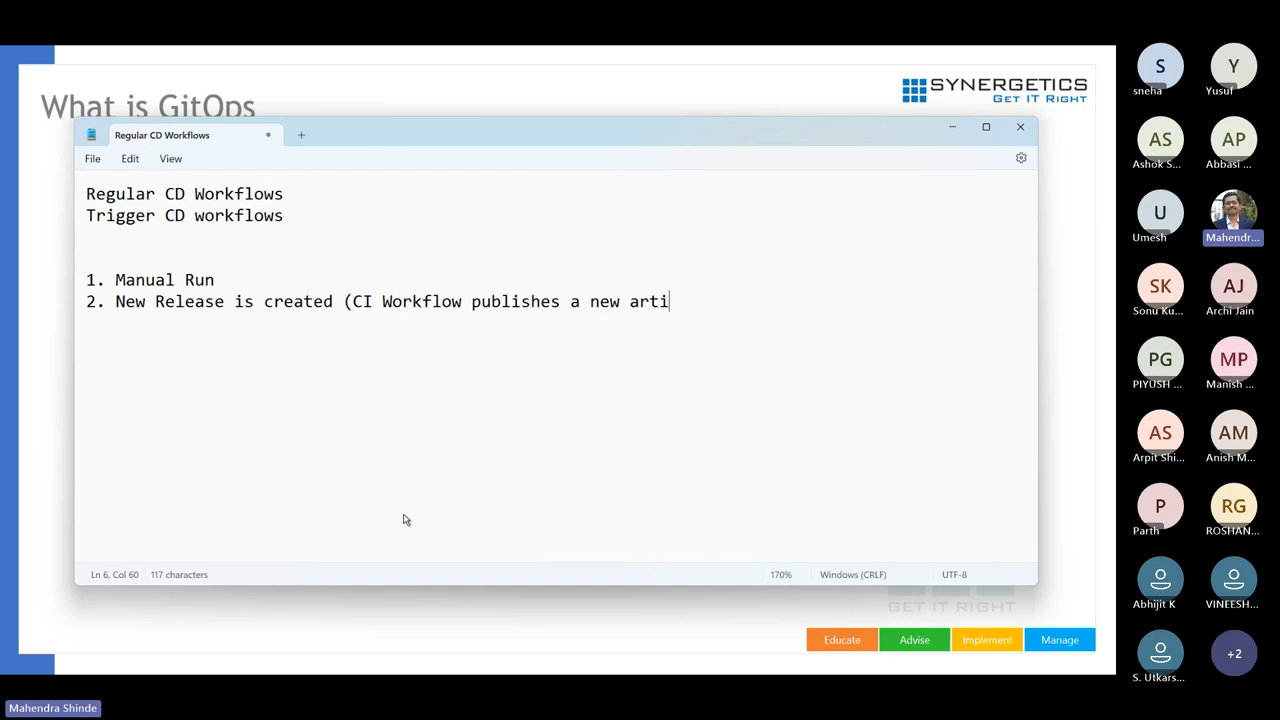 What is GitOps
SYNERGETICS
GET IT RIGHT
Regular CD Workflows
File Edit View
Regular CD Workflows
Trigger CD workflows
1. Manual Run
2. New Release is created (CI Workflow publishes a new arti
Ln 6, Col 60 117 characters 170% Windows (CRLF) UTF-8
GET IT RIGHT
Educate Advise Implement Manage
Mahendra Shinde
S Y
sneha Yusuf
AS AP
Ashok S... Abbasi ...
U
Umesh Mahendr...
SK AJ
Sonu Ku... Archi Jain
PG MP
PIYUSH ... Manish ...
AS AM
Arpit Shi... Anish M...
P RG
Parth ROSHAN...
Abhijit K VINEESH...
+2
S. Utkars...